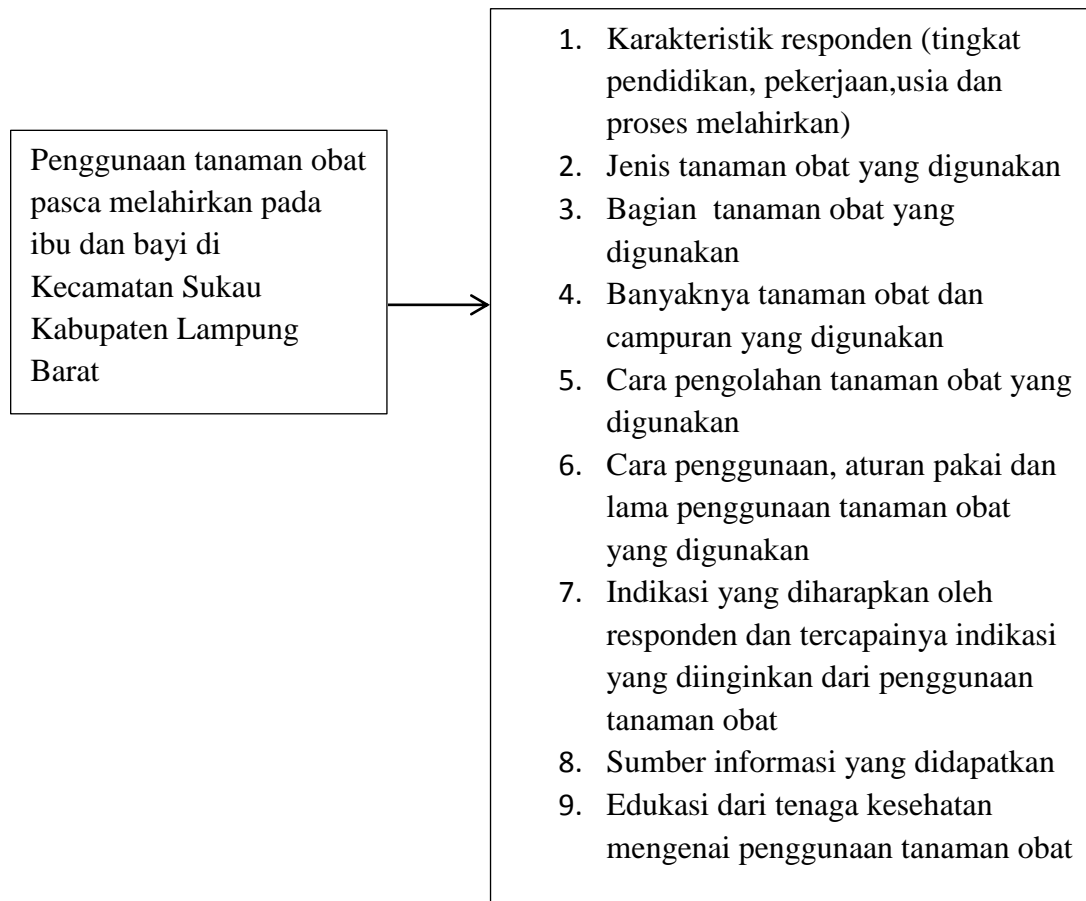 Penggunaan tanaman obat
pasca melahirkan pada
ibu dan bayi di
Kecamatan Sukau
Kabupaten Lampung
Barat
1. Karakteristik responden (tingkat
pendidikan, pekerjaan,usia dan
proses melahirkan)
2. Jenis tanaman obat yang digunakan
3. Bagian tanaman obat yang
digunakan
4. Banyaknya tanaman obat dan
campuran yang digunakan
5. Cara pengolahan tanaman obat yang
digunakan
6. Cara penggunaan, aturan pakai dan
lama penggunaan tanaman obat
yang digunakan
7. Indikasi yang diharapkan oleh
responden dan tercapainya indikasi
yang diinginkan dari penggunaan
tanaman obat
8. Sumber informasi yang didapatkan
9. Edukasi dari tenaga kesehatan
mengenai penggunaan tanaman obat